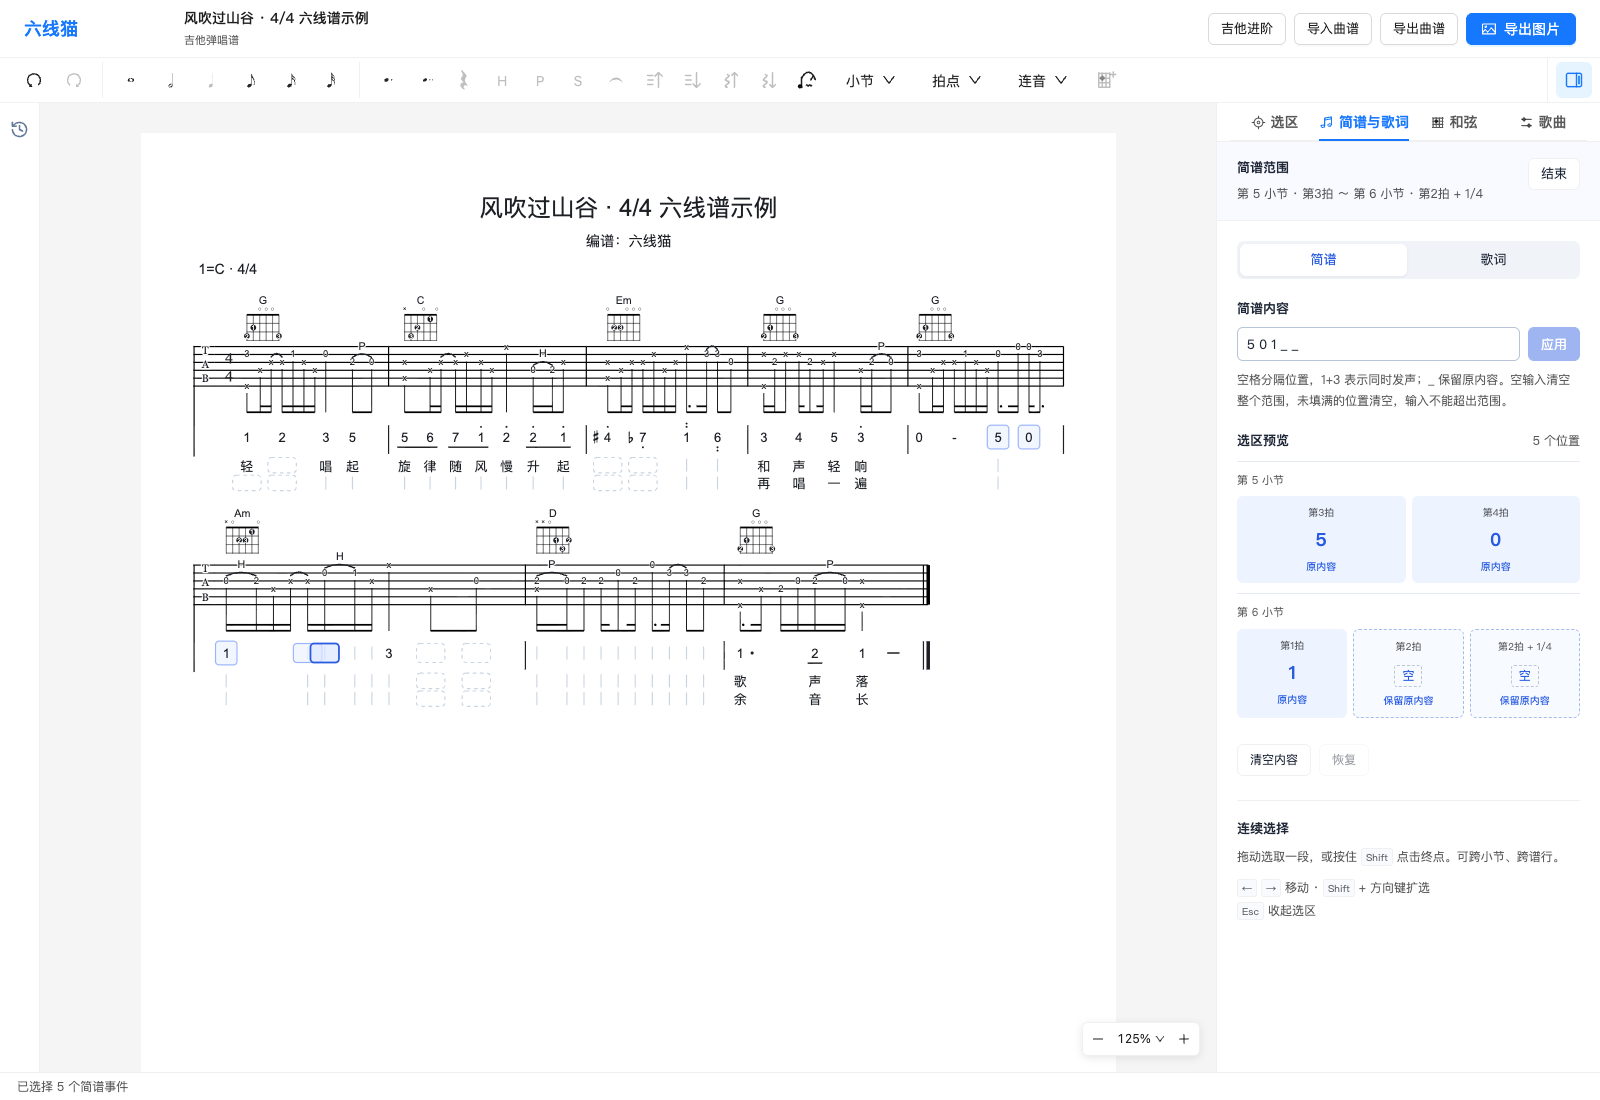 六线猫
风吹过山谷 · 4/4 六线谱示例
吉他弹唱谱
吉他进阶 导入曲谱 导出曲谱 导出图片
H P S 小节 拍点 连音
选区 简谱与歌词 和弦 歌曲
简谱范围
第 5 小节 · 第3拍 ～ 第 6 小节 · 第2拍 + 1/4
结束
简谱 歌词
简谱内容
5 0 1 _ _
应用
空格分隔位置，1+3 表示同时发声；_ 保留原内容。空输入清空
整个范围，未填满的位置清空，输入不能超出范围。
选区预览 5 个位置
第 5 小节
第3拍 第4拍
5 0
原内容 原内容
第 6 小节
第1拍 第2拍 第2拍 + 1/4
1 空 空
原内容 保留原内容 保留原内容
清空内容 恢复
连续选择
拖动选取一段，或按住 Shift 点击终点。可跨小节、跨谱行。
← → 移动 · Shift + 方向键扩选
Esc 收起选区
风吹过山谷 · 4/4 六线谱示例
编谱：六线猫
1=C · 4/4
G C Em G G
T A B 4 4
P H P
1 2 3 5 5 6 7 1 2 2 1 ♯4 ♭7 1 6 3 4 5 3 0 - 5 0
轻 唱 起 旋 律 随 风 慢 升 起 和 声 轻 响
再 唱 一 遍
Am D G
T A B
H H P P
1 3 1 · 2 1 —
歌 声 落
余 音 长
125%
已选择 5 个简谱事件